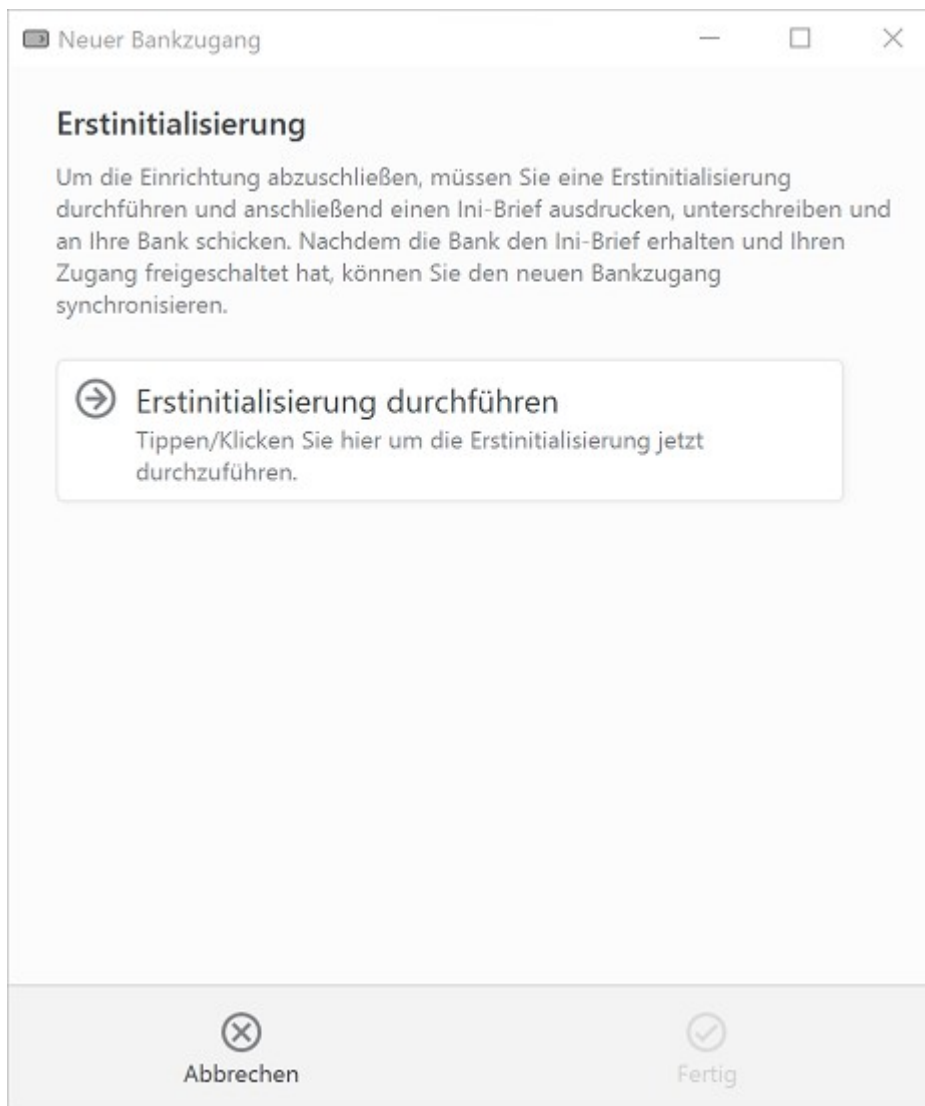 Neuer Bankzugang
Erstinitialisierung
Um die Einrichtung abzuschließen, müssen Sie eine Erstinitialisierung
durchführen und anschließend einen Ini-Brief ausdrucken, unterschreiben und
an Ihre Bank schicken. Nachdem die Bank den Ini-Brief erhalten und Ihren
Zugang freigeschaltet hat, können Sie den neuen Bankzugang
synchronisieren.
Erstinitialisierung durchführen
Tippen/Klicken Sie hier um die Erstinitialisierung jetzt
durchzuführen.
Abbrechen
Fertig